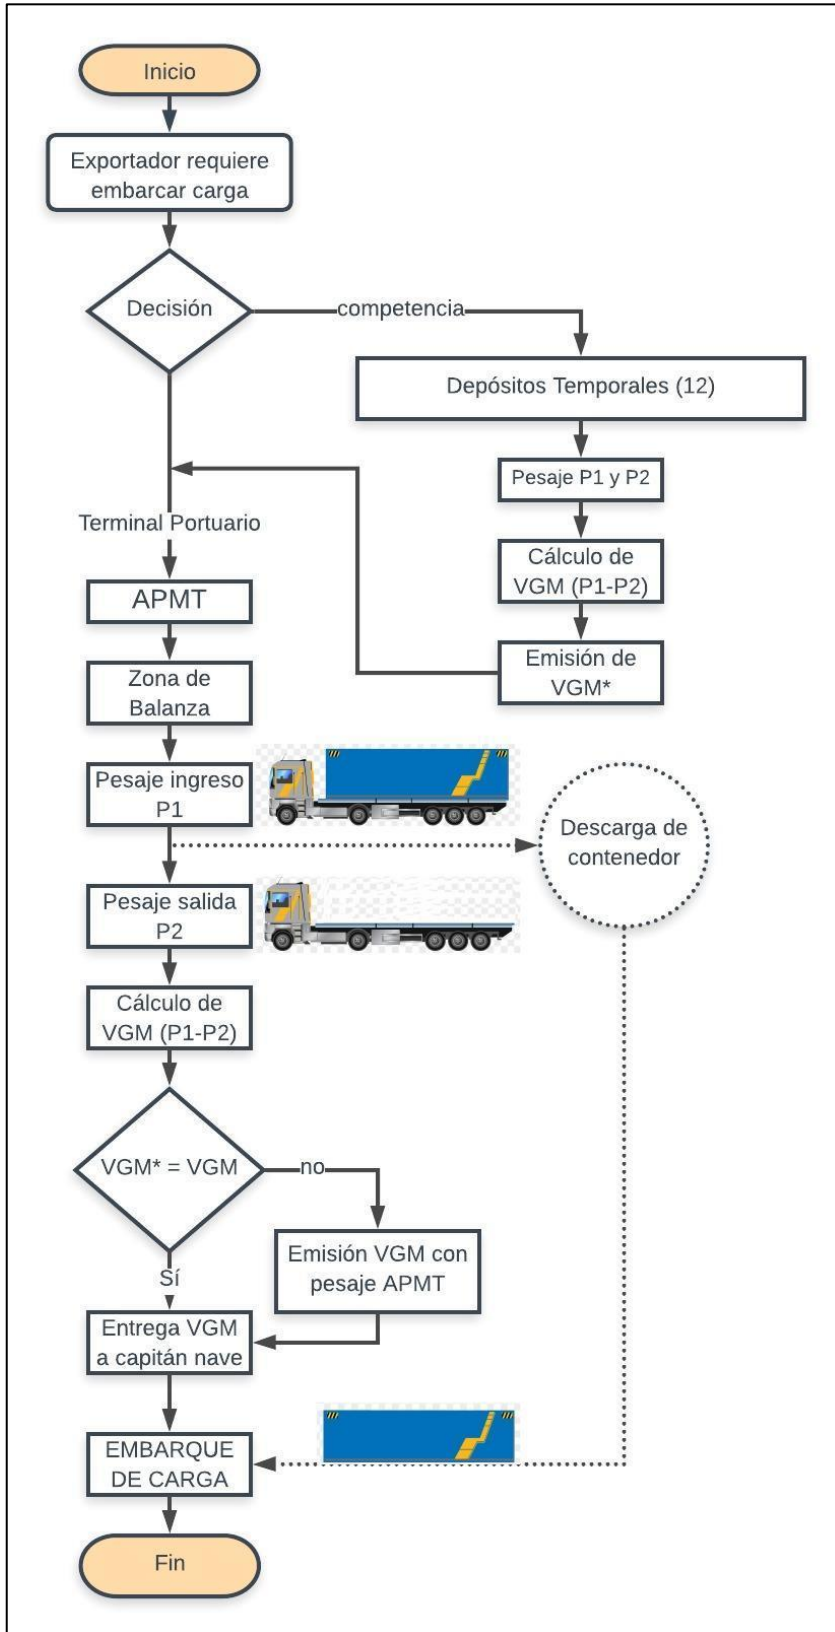 Inicio
Exportador requiere
embarcar carga
Decisión
competencia
Depósitos Temporales (12)
Pesaje P1 y P2
Cálculo de
VGM (P1-P2)
Emisión de
VGM*
Terminal Portuario
APMT
Zona de
Balanza
Pesaje ingreso
P1
Descarga de
contenedor
Pesaje salida
P2
Cálculo de
VGM (P1-P2)
VGM* = VGM
no
Emisión VGM con
pesaje APMT
Sí
Entrega VGM
a capitán nave
EMBARQUE
DE CARGA
Fin